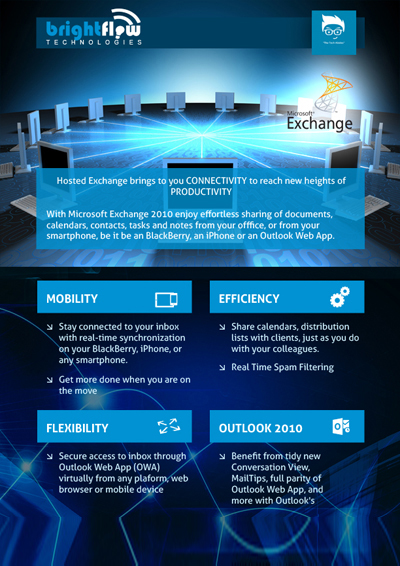 brightflow
TECHNOLOGIES
Microsoft®
Exchange
Hosted Exchange brings to you CONNECTIVITY to reach new heights of
PRODUCTIVITY
With Microsoft Exchange 2010 enjoy effortless sharing of documents,
calendars, contacts, tasks and notes from your offfice, or from your
smartphone, be it be an BlackBerry, an iPhone or an Outlook Web App.
MOBILITY
Stay connected to your inbox
with real-time synchronization
on your BlackBerry, iPhone, or
any smartphone.
Get more done when you are on
the move
EFFICIENCY
Share calendars, distribution
lists with clients, just as you do
with your colleagues.
Real Time Spam Filtering
FLEXIBILITY
Secure access to inbox through
Outlook Web App (OWA)
virtually from any plaform, web
browser or mobile device
OUTLOOK 2010
Benefit from tidy new
Conversation View,
MailTips, full parity of
Outlook Web App, and
more with Outlook's